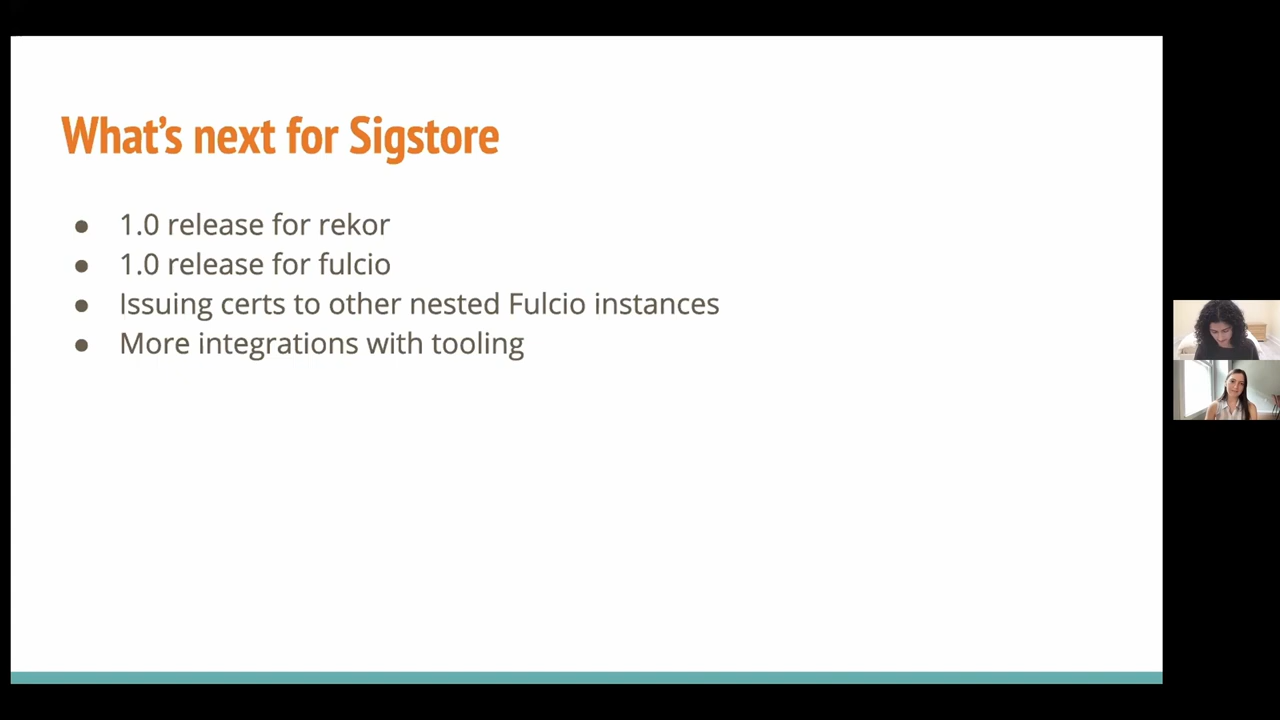 What's next for Sigstore
● 1.0 release for rekor
● 1.0 release for fulcio
● Issuing certs to other nested Fulcio instances
● More integrations with tooling